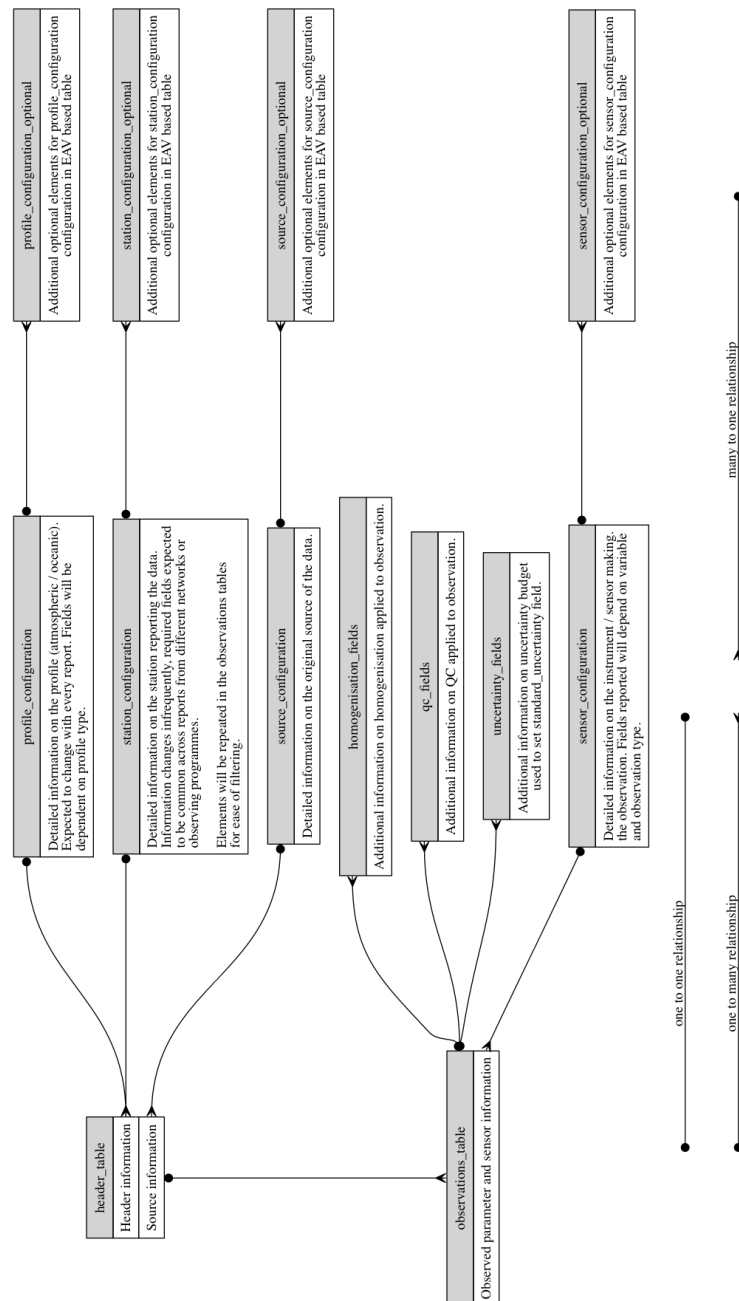 header_table
Header information
Source information
observations_table
Observed parameter and sensor information
profile_configuration
Detailed information on the profile (atmospheric / oceanic).
Expected to change with every report. Fields will be
dependent on profile type.
station_configuration
Detailed information on the station reporting the data.
Information changes infrequently, required fields expected
to be common across reports from different networks or
observing programmes.
Elements will be repeated in the observations tables
for ease of filtering.
source_configuration
Detailed information on the original source of the data.
homogenisation_fields
Additional information on homogenisation applied to observation.
qc_fields
Additional information on QC applied to observation.
uncertainty_fields
Additional information on uncertainty budget
used to set standard_uncertainty field.
sensor_configuration
Detailed information on the instrument / sensor making.
the observation. Fields reported will depend on variable
and observation type.
profile_configuration_optional
Additional optional elements for profile_configuration
configuration in EAV based table
station_configuration_optional
Additional optional elements for station_configuration
configuration in EAV based table
source_configuration_optional
Additional optional elements for source_configuration
configuration in EAV based table
sensor_configuration_optional
Additional optional elements for sensor_configuration
configuration in EAV based table
one to one relationship
one to many relationship
many to one relationship